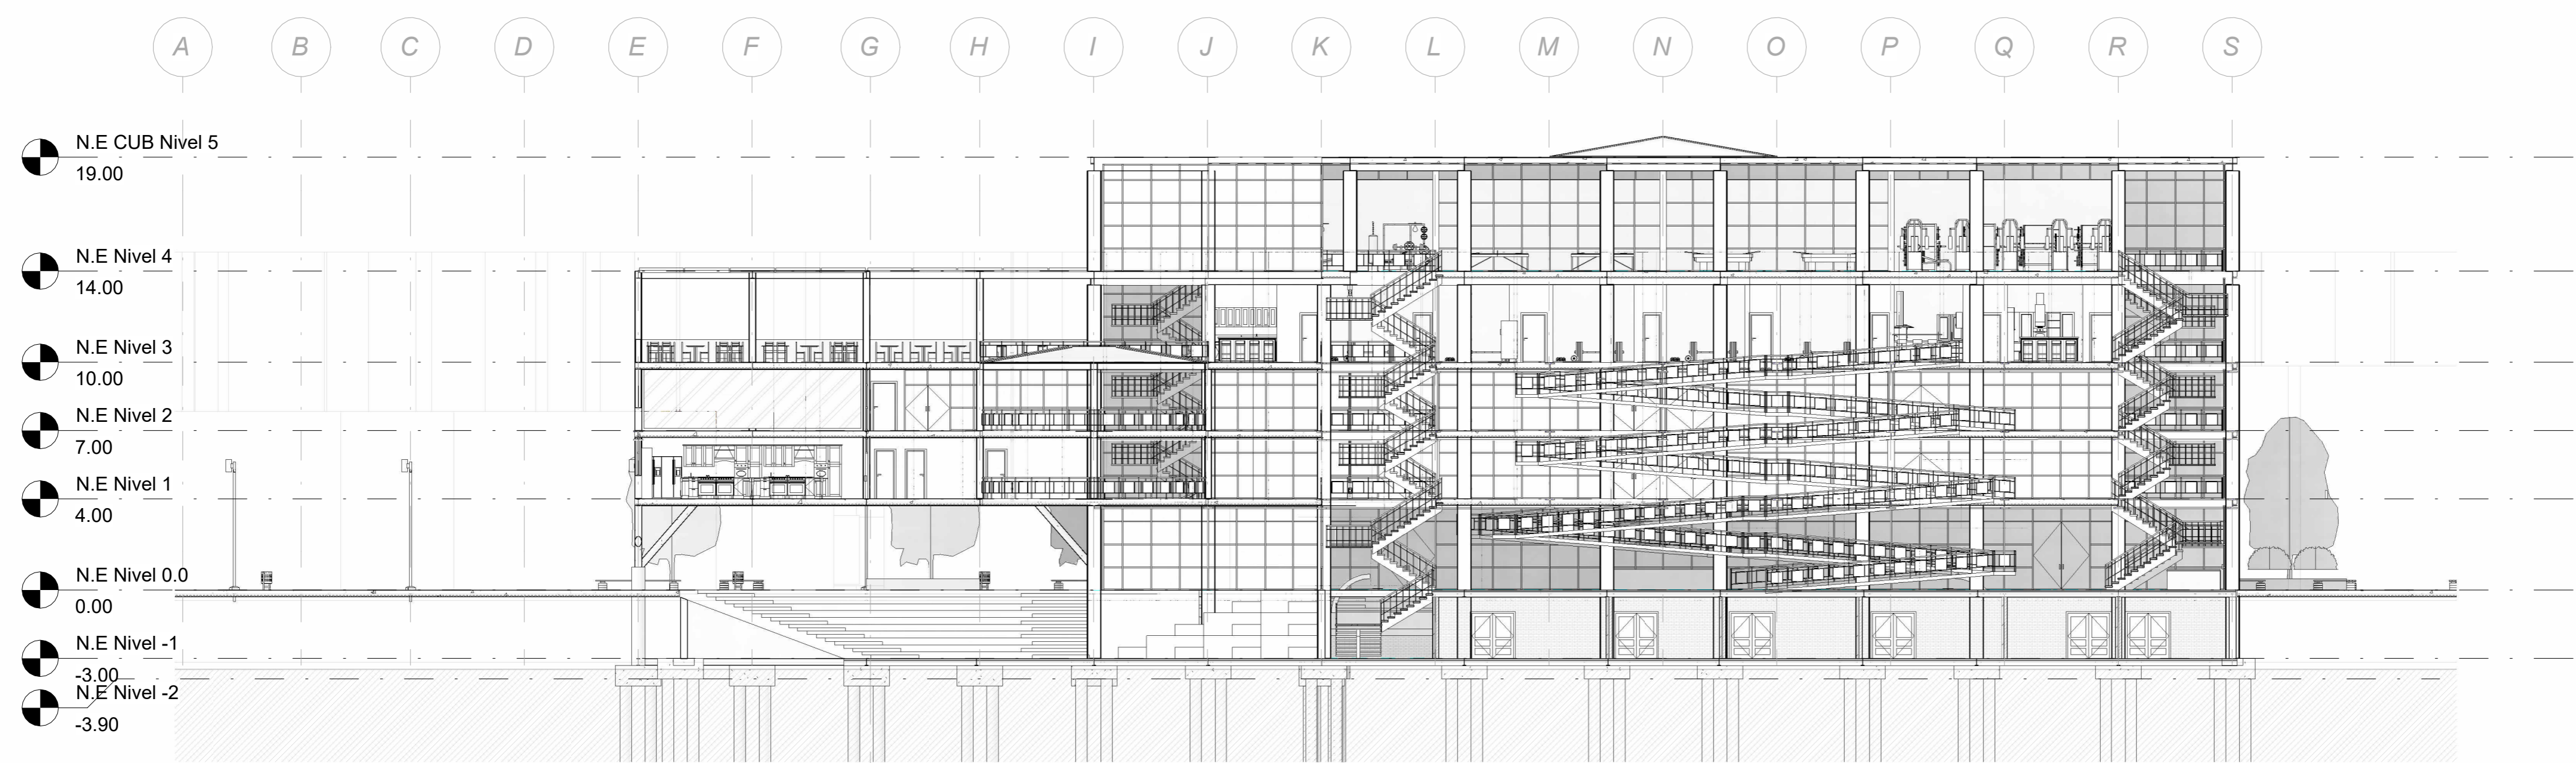 A B C D E F G H I J K L M N O P Q R S
N.E CUB Nivel 5
19.00
N.E Nivel 4
14.00
N.E Nivel 3
10.00
N.E Nivel 2
7.00
N.E Nivel 1
4.00
N.E Nivel 0.0
0.00
N.E Nivel -1
-3.00
N.E Nivel -2
-3.90